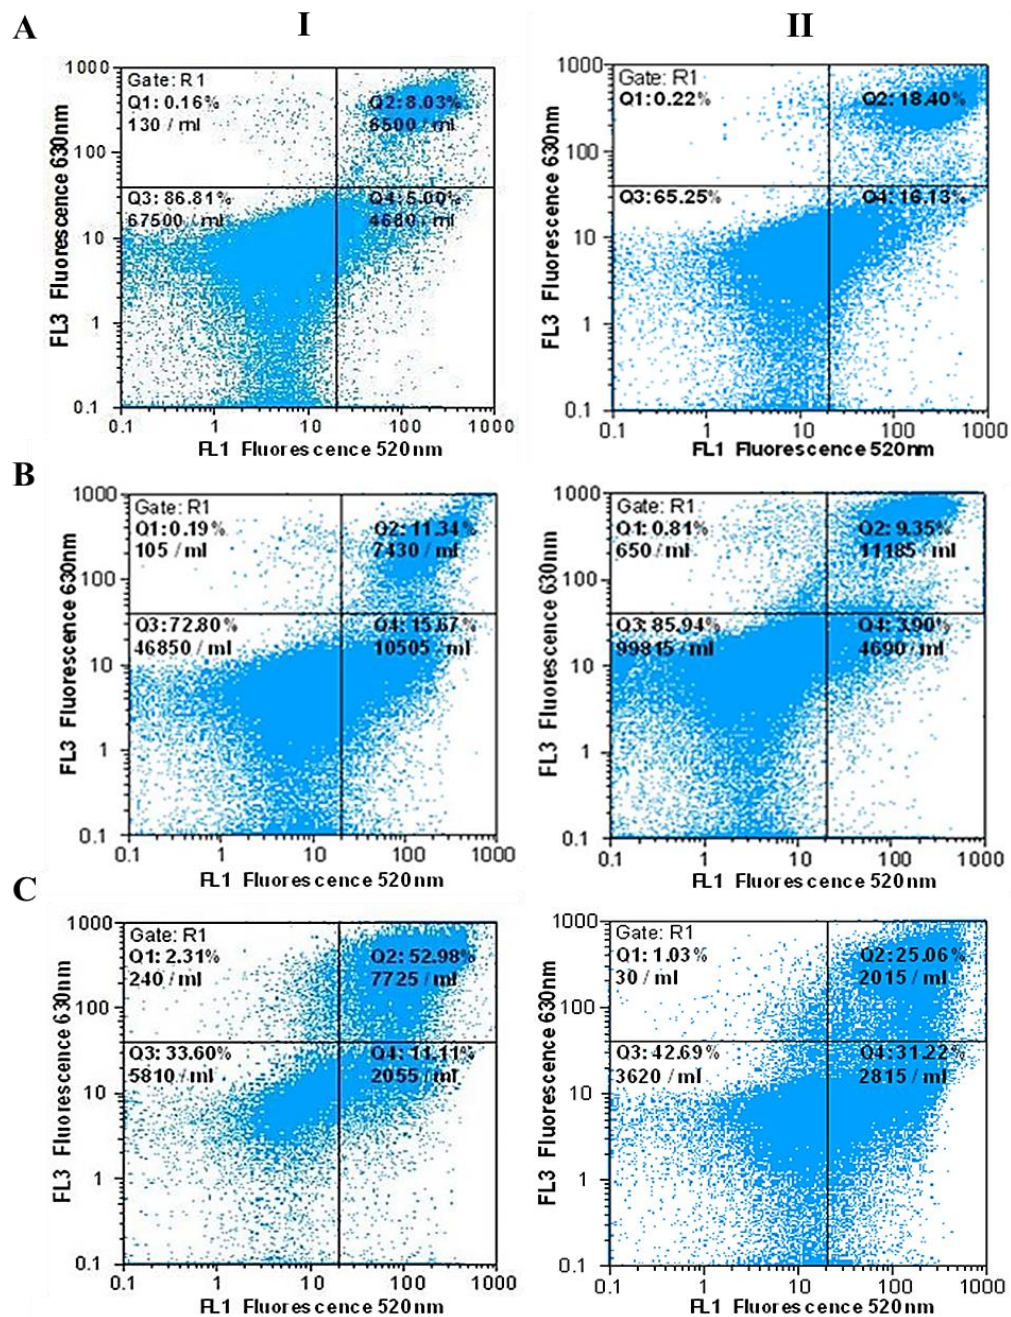 I
II
A
1000
100
10
1
0.1
FL3 Fluorescence 630nm
Gate: R1
Q1: 0.16%
130 / ml
Q2: 8.03%
6500 / ml
Q3: 86.81%
67500 / ml
Q4: 5.00%
4680 / ml
0.1 1 10 100 1000
FL1 Fluorescence 520nm
1000
100
10
1
0.1
FL3 Fluorescence 630nm
Gate: R1
Q1: 0.22%
Q2: 18.40%
Q3: 65.25%
Q4: 16.13%
0.1 1 10 100 1000
FL1 Fluorescence 520nm
B
1000
100
10
1
0.1
FL3 Fluorescence 630nm
Gate: R1
Q1: 0.19%
105 / ml
Q2: 11.34%
7430 / ml
Q3: 72.80%
46850 / ml
Q4: 15.67%
10505 / ml
0.1 1 10 100 1000
FL1 Fluorescence 520nm
1000
100
10
1
0.1
FL3 Fluorescence 630nm
Gate: R1
Q1: 0.81%
650 / ml
Q2: 9.35%
11185 / ml
Q3: 85.94%
99815 / ml
Q4: 3.90%
4690 / ml
0.1 1 10 100 1000
FL1 Fluorescence 520nm
C
1000
100
10
1
0.1
FL3 Fluorescence 630nm
Gate: R1
Q1: 2.31%
240 / ml
Q2: 52.98%
7725 / ml
Q3: 33.60%
5810 / ml
Q4: 11.11%
2055 / ml
0.1 1 10 100 1000
FL1 Fluorescence 520nm
1000
100
10
1
0.1
FL3 Fluorescence 630nm
Gate: R1
Q1: 1.03%
30 / ml
Q2: 25.06%
2015 / ml
Q3: 42.69%
3620 / ml
Q4: 31.22%
2815 / ml
0.1 1 10 100 1000
FL1 Fluorescence 520nm